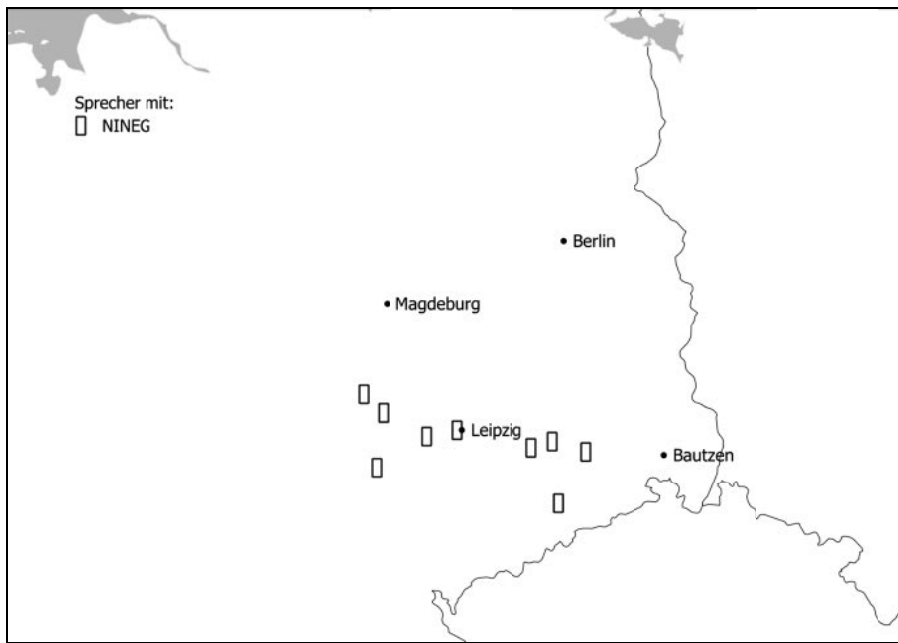 Sprecher mit:
NINEG
Berlin
Magdeburg
Leipzig
Bautzen